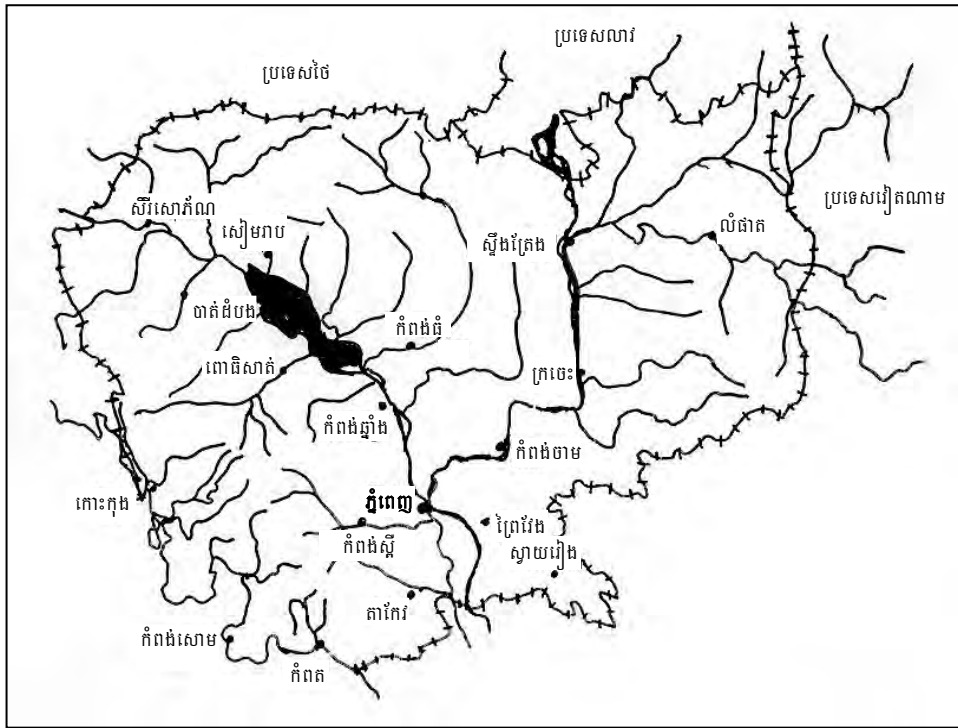 ប្រទេសលាវ
ប្រទេសថៃ
ប្រទេសវៀតណាម
សិរីសោភ័ណ
សៀមរាប
ស្ទឹងត្រែង
លំផាត
បាត់ដំបង
កំពង់ធំ
ពោធិសាត់
ក្រចេះ
កំពង់ឆ្នាំង
កំពង់ចាម
កោះកុង
ភ្នំពេញ
ព្រៃវែង
កំពង់ស្ពឺ
ស្វាយរៀង
តាកែវ
កំពង់សោម
កំពត